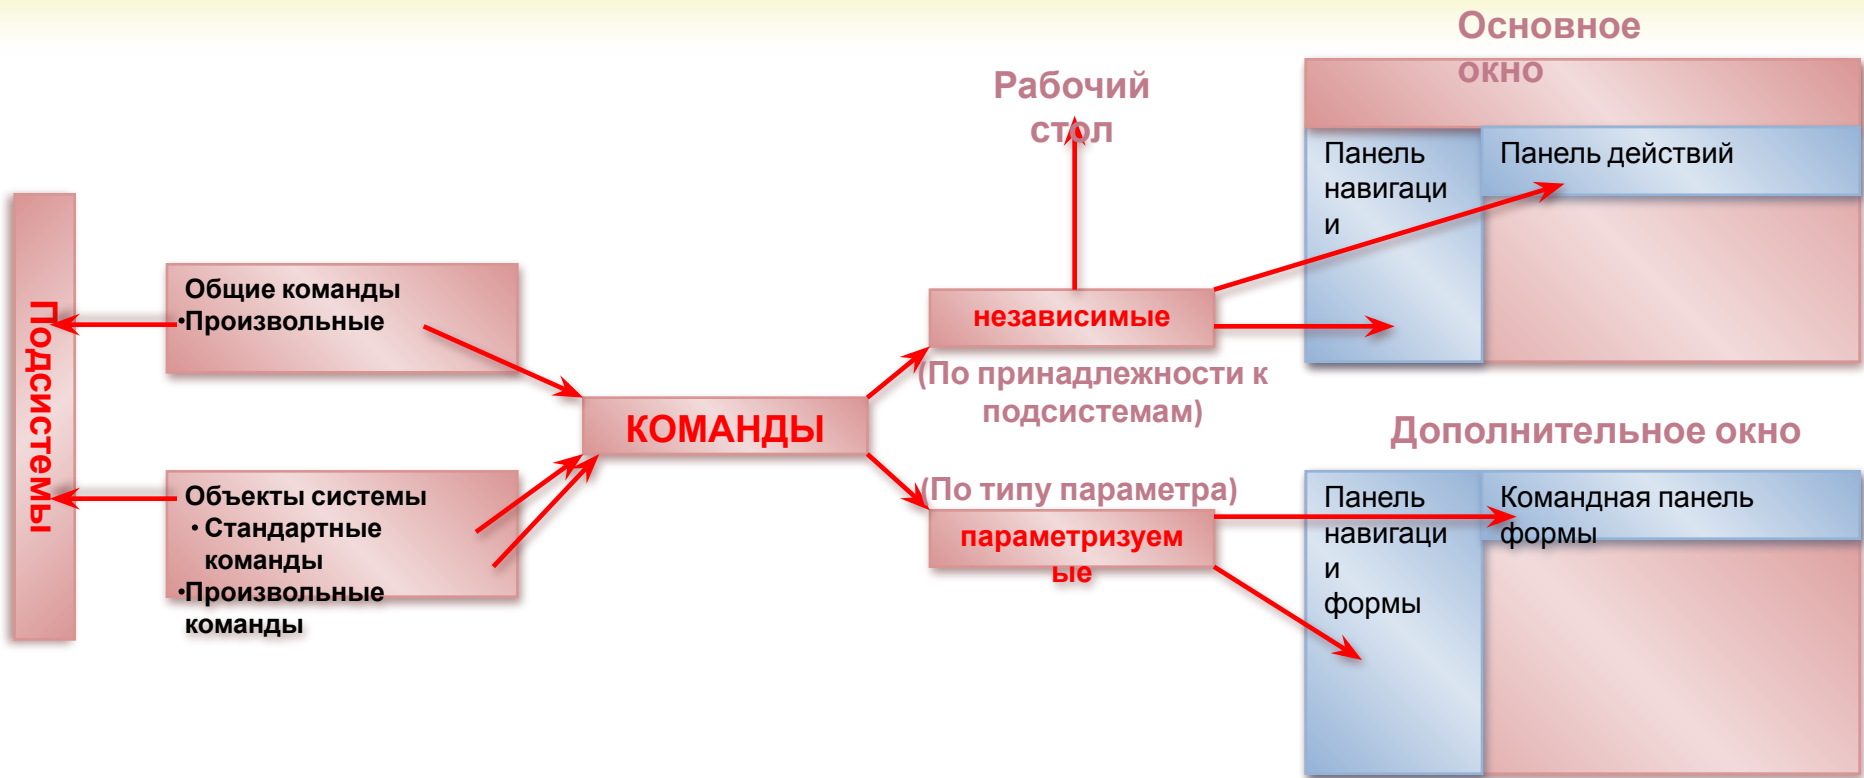 Основное
окно
Рабочий
стол
Панель
навигаци
и
Панель действий
Подсистемы
Общие команды
•Произвольные
независимые
(По принадлежности к
подсистемам)
КОМАНДЫ
Дополнительное окно
Объекты системы
• Стандартные
команды
•Произвольные
команды
(По типу параметра)
параметризуем
ые
Панель
навигаци
и
формы
Командная панель
формы